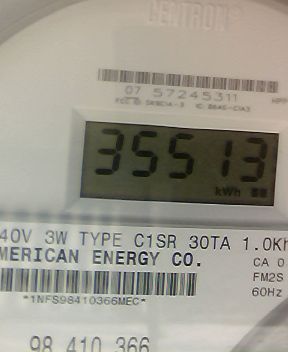 CENTRON®
07 57245311
35513
kWh
40V 3W TYPE C1SR 30TA 1.0Kh
MERICAN ENERGY CO.
CA 0
FM2S
60Hz
*1NFS98410366MEC*
98 410 366